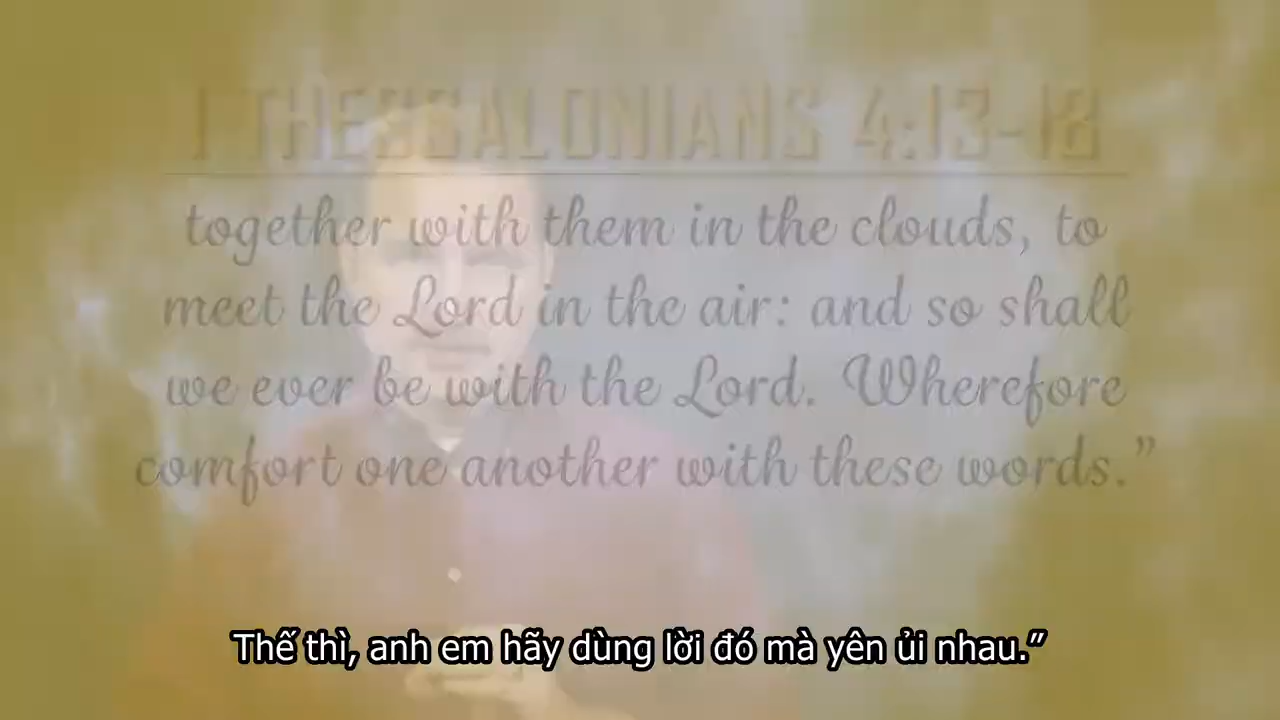 1 THESSALONIANS 4:13-18
together with them in the clouds, to
meet the Lord in the air: and so shall
we ever be with the Lord. Wherefore
comfort one another with these words.”
Thế thì, anh em hãy dùng lời đó mà yên ủi nhau.”